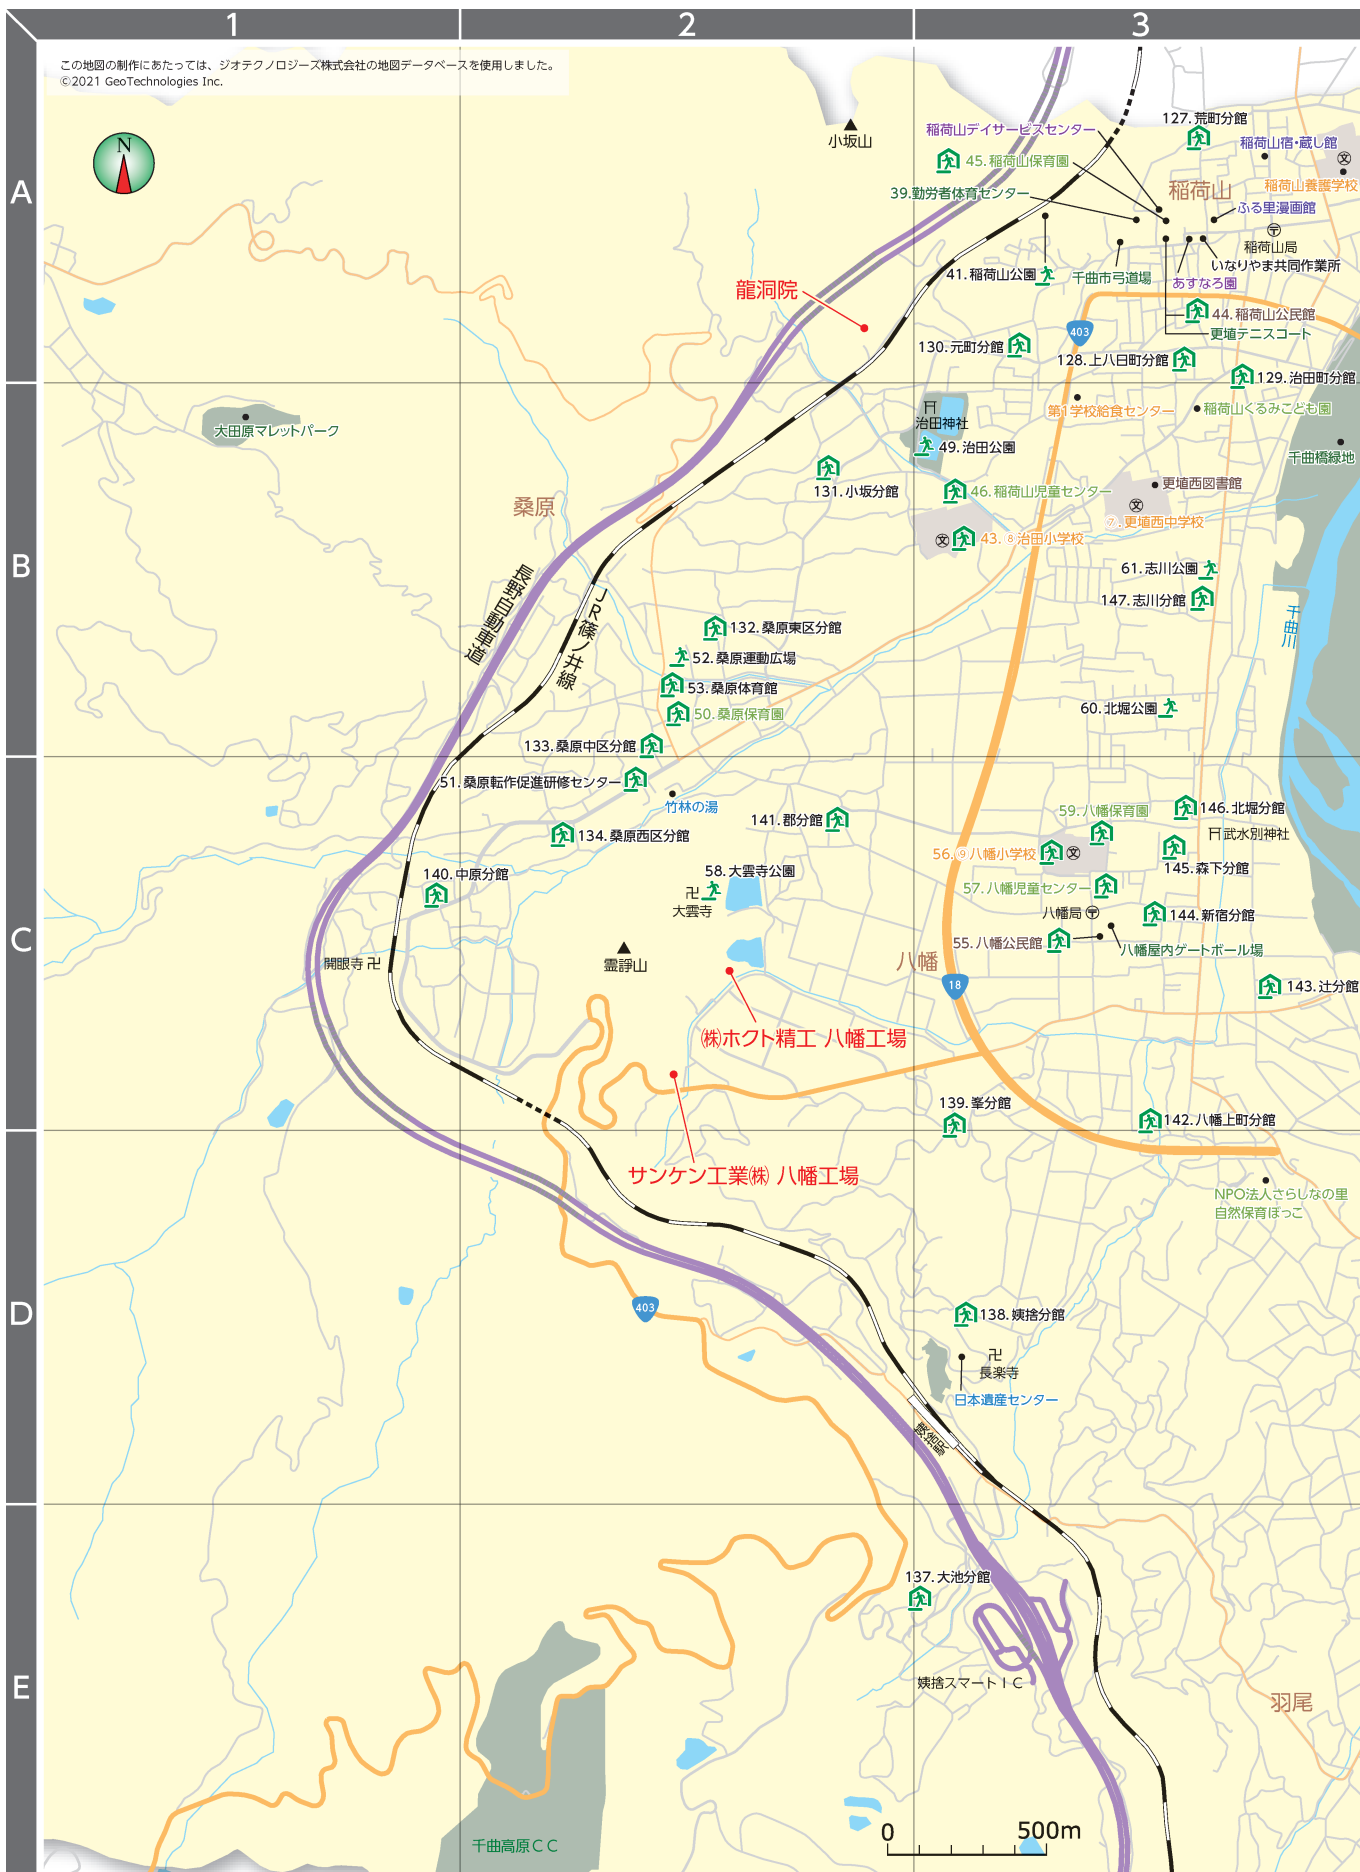 1
2
3
この地図の制作にあたっては、ジオテクノロジーズ株式会社の地図データベースを使用しました。
©2021 GeoTechnologies Inc.
N
A
小坂山
127.荒町分館
稲荷山デイサービスセンター
稲荷山宿・蔵し館
45.稲荷山保育園
稲荷山養護学校
39.勤労者体育センター
稲荷山
ふる里漫画館
稲荷山局
いなりやま共同作業所
41.稲荷山公園
千曲市弓道場
あすなろ園
龍洞院
44.稲荷山公民館
403
更埴テニスコート
130.元町分館
128.上八日町分館
129.治田町分館
第1学校給食センター
稲荷山くるみこども園
治田神社
大田原マレットパーク
49.治田公園
千曲橋緑地
131.小坂分館
46.稲荷山児童センター
更埴西図書館
桑原
⑦.更埴西中学校
43.⑧治田小学校
B
61.志川公園
147.志川分館
長野自動車道
JR篠ノ井線
千曲川
132.桑原東区分館
52.桑原運動広場
53.桑原体育館
50.桑原保育園
60.北堀公園
133.桑原中区分館
51.桑原転作促進研修センター
竹林の湯
59.八幡保育園
146.北堀分館
141.郡分館
134.桑原西区分館
武水別神社
56.⑨八幡小学校
145.森下分館
140.中原分館
58.大雲寺公園
57.八幡児童センター
大雲寺
八幡局
144.新宿分館
C
55.八幡公民館
八幡屋内ゲートボール場
開眼寺
霊諍山
八幡
18
143.辻分館
㈱ホクト精工 八幡工場
139.峯分館
142.八幡上町分館
サンケン工業㈱ 八幡工場
NPO法人さらしなの里
自然保育ぽっこ
D
403
138.姨捨分館
長楽寺
日本遺産センター
姨捨駅
137.大池分館
E
姨捨スマートIC
羽尾
0
500m
千曲高原CC